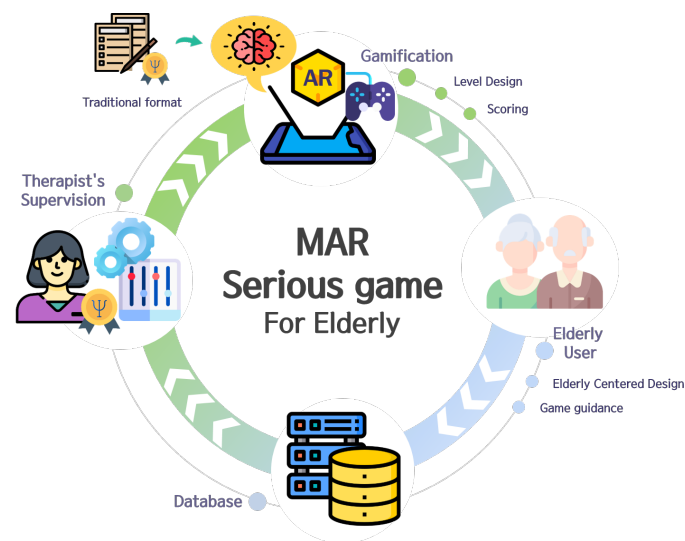 Gamification
AR
Level Design
Traditional format
Scoring
Therapist's
Supervision
MAR
Serious game
For Elderly
Elderly
User
Elderly Centered Design
Game guidance
Database
Ψ
Ψ